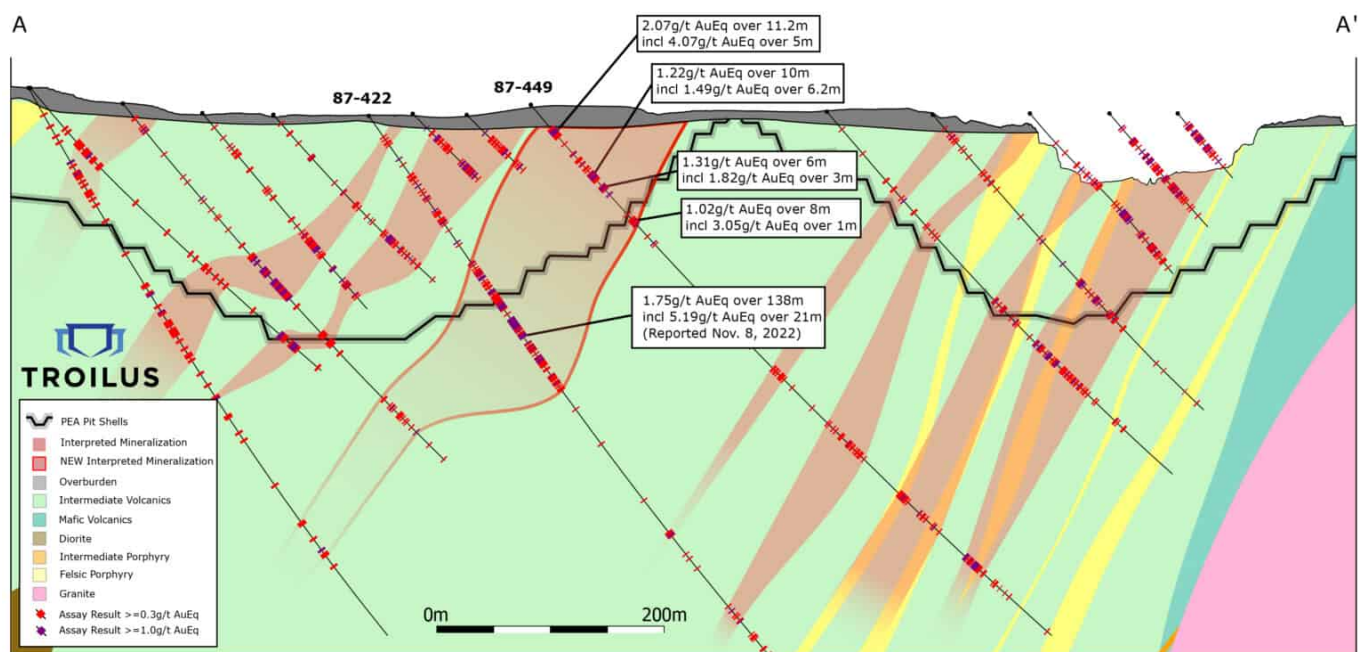 A
A'
2.07g/t AuEq over 11.2m
incl 4.07g/t AuEq over 5m
87-422
87-449
1.22g/t AuEq over 10m
incl 1.49g/t AuEq over 6.2m
1.31g/t AuEq over 6m
incl 1.82g/t AuEq over 3m
1.02g/t AuEq over 8m
incl 3.05g/t AuEq over 1m
1.75g/t AuEq over 138m
incl 5.19g/t AuEq over 21m
(Reported Nov. 8, 2022)
TROILUS
PEA Pit Shells
Interpreted Mineralization
NEW Interpreted Mineralization
Overburden
Intermediate Volcanics
Mafic Volcanics
Diorite
Intermediate Porphyry
Felsic Porphyry
Granite
Assay Result >=0.3g/t AuEq
Assay Result >=1.0g/t AuEq
0m
200m